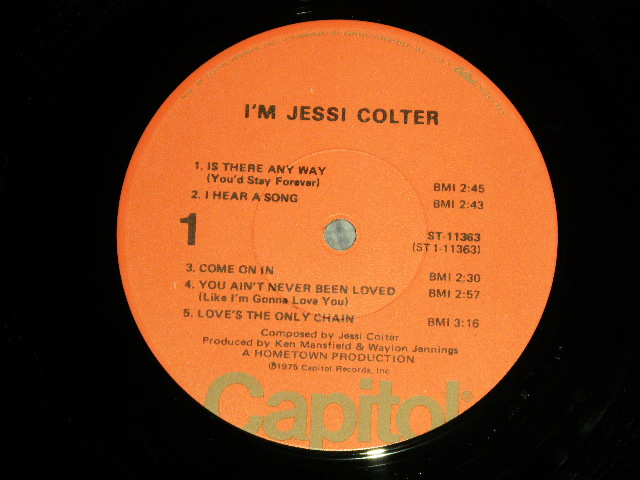 I'M JESSI COLTER
1. IS THERE ANY WAY
(You'd Stay Forever)
BMI 2:45
2. I HEAR A SONG
BMI 2:43
1
ST-11363
(ST 1-11363)
3. COME ON IN
BMI 2:30
4. YOU AIN'T NEVER BEEN LOVED
(Like I'm Gonna Love You)
BMI 2:57
5. LOVE'S THE ONLY CHAIN
BMI 3:16
Composed by Jessi Colter
Produced by Ken Mansfield & Waylon Jennings
A HOMETOWN PRODUCTION
℗1975 Capitol Records, Inc.
Capitol®